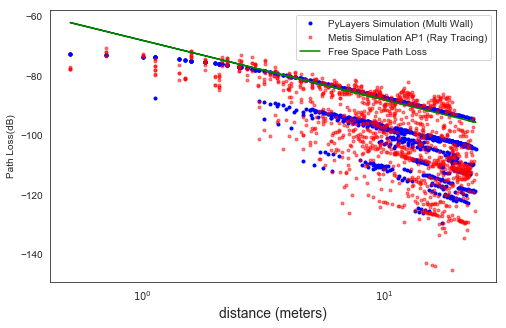 PyLayers Simulation (Multi Wall)
Metis Simulation AP1 (Ray Tracing)
Free Space Path Loss
Path Loss(dB)
−60
−80
−100
−120
−140
10⁰
10¹
distance (meters)